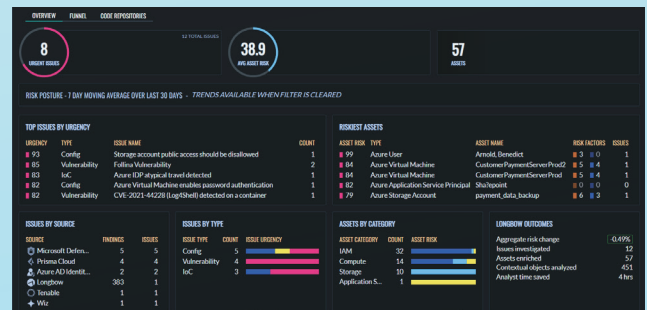 OVERVIEW FUNNEL CODE REPOSITORIES
12 TOTAL ISSUES
8
URGENT ISSUES
38.9
AVG ASSET RISK
57
ASSETS
RISK POSTURE - 7 DAY MOVING AVERAGE OVER LAST 30 DAYS - TRENDS AVAILABLE WHEN FILTER IS CLEARED
TOP ISSUES BY URGENCY
URGENCY TYPE ISSUE NAME COUNT
93 Config Storage account public access should be disallowed 1
85 Vulnerability Follina Vulnerability 2
83 IoC Azure IDP atypical travel detected 1
82 Config Azure Virtual Machine enables password authentication 1
82 Vulnerability CVE-2021-44228 (Log4Shell) detected on a container 1
RISKIEST ASSETS
ASSET RISK TYPE ASSET NAME RISK FACTORS ISSUES
99 Azure User Arnold, Benedict 3 0 1
84 Azure Virtual Machine CustomerPaymentServerProd2 5 4 1
84 Azure Virtual Machine CustomerPaymentServerProd 5 4 1
82 Azure Application Service Principal Sha?epoint 0 0 0
79 Azure Storage Account payment_data_backup 6 3 1
ISSUES BY SOURCE
SOURCE FINDINGS ISSUES
Microsoft Defen... 5 5
Prisma Cloud 4 4
Azure AD Identit... 2 2
Longbow 383 1
Tenable 1 1
Wiz 1 1
ISSUES BY TYPE
ISSUE TYPE COUNT ISSUE URGENCY
Config 5
Vulnerability 4
IoC 3
ASSETS BY CATEGORY
ASSET CATEGORY COUNT ASSET RISK
IAM 32
Compute 14
Storage 10
Application S... 1
LONGBOW OUTCOMES
Aggregate risk change -0.49%
Issues investigated 12
Assets enriched 57
Contextual objects analyzed 451
Analyst time saved 4 hrs